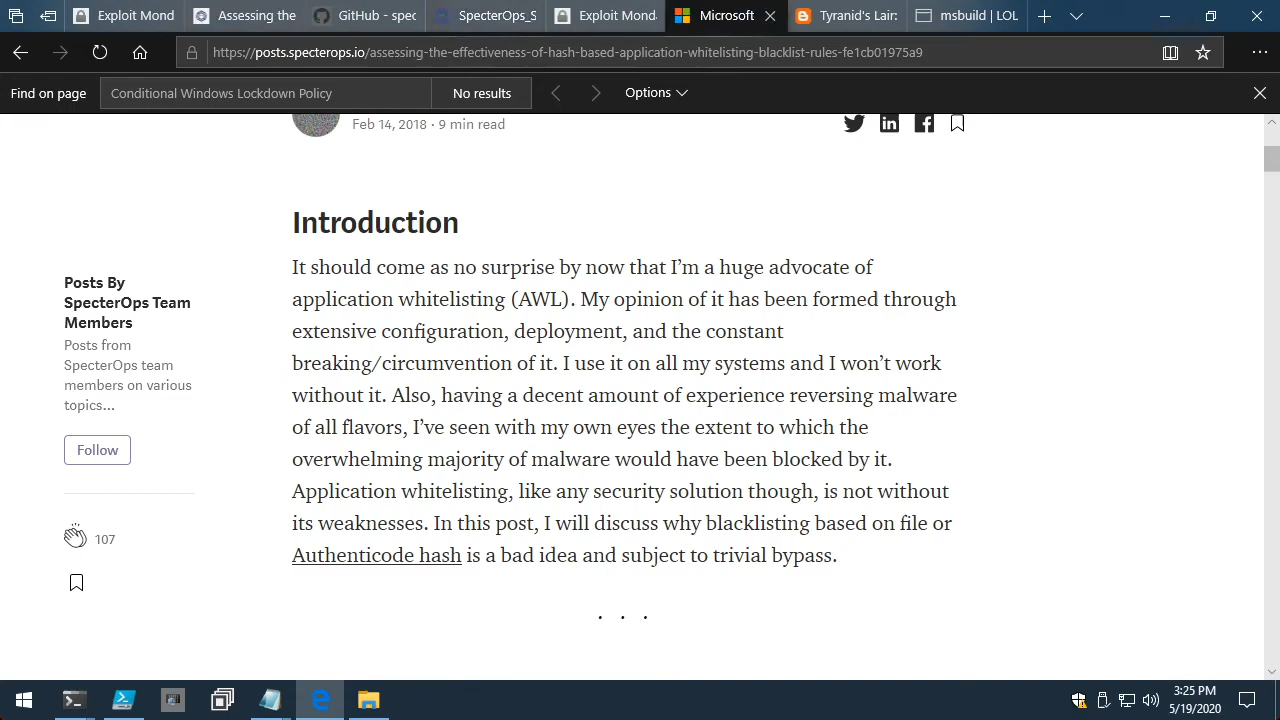 Exploit Mond
Assessing the
GitHub - spec
SpecterOps_S
Exploit Mond
Microsoft
Tyranid's Lair:
msbuild | LOL
https://posts.specterops.io/assessing-the-effectiveness-of-hash-based-application-whitelisting-blacklist-rules-fe1cb01975a9
Find on page
Conditional Windows Lockdown Policy
No results
Options
Feb 14, 2018 · 9 min read
Introduction
It should come as no surprise by now that I’m a huge advocate of
application whitelisting (AWL). My opinion of it has been formed through
extensive configuration, deployment, and the constant
breaking/circumvention of it. I use it on all my systems and I won’t work
without it. Also, having a decent amount of experience reversing malware
of all flavors, I’ve seen with my own eyes the extent to which the
overwhelming majority of malware would have been blocked by it.
Application whitelisting, like any security solution though, is not without
its weaknesses. In this post, I will discuss why blacklisting based on file or
Authenticode hash is a bad idea and subject to trivial bypass.
. . .
Posts By
SpecterOps Team
Members
Posts from
SpecterOps team
members on various
topics...
Follow
107
3:25 PM
5/19/2020